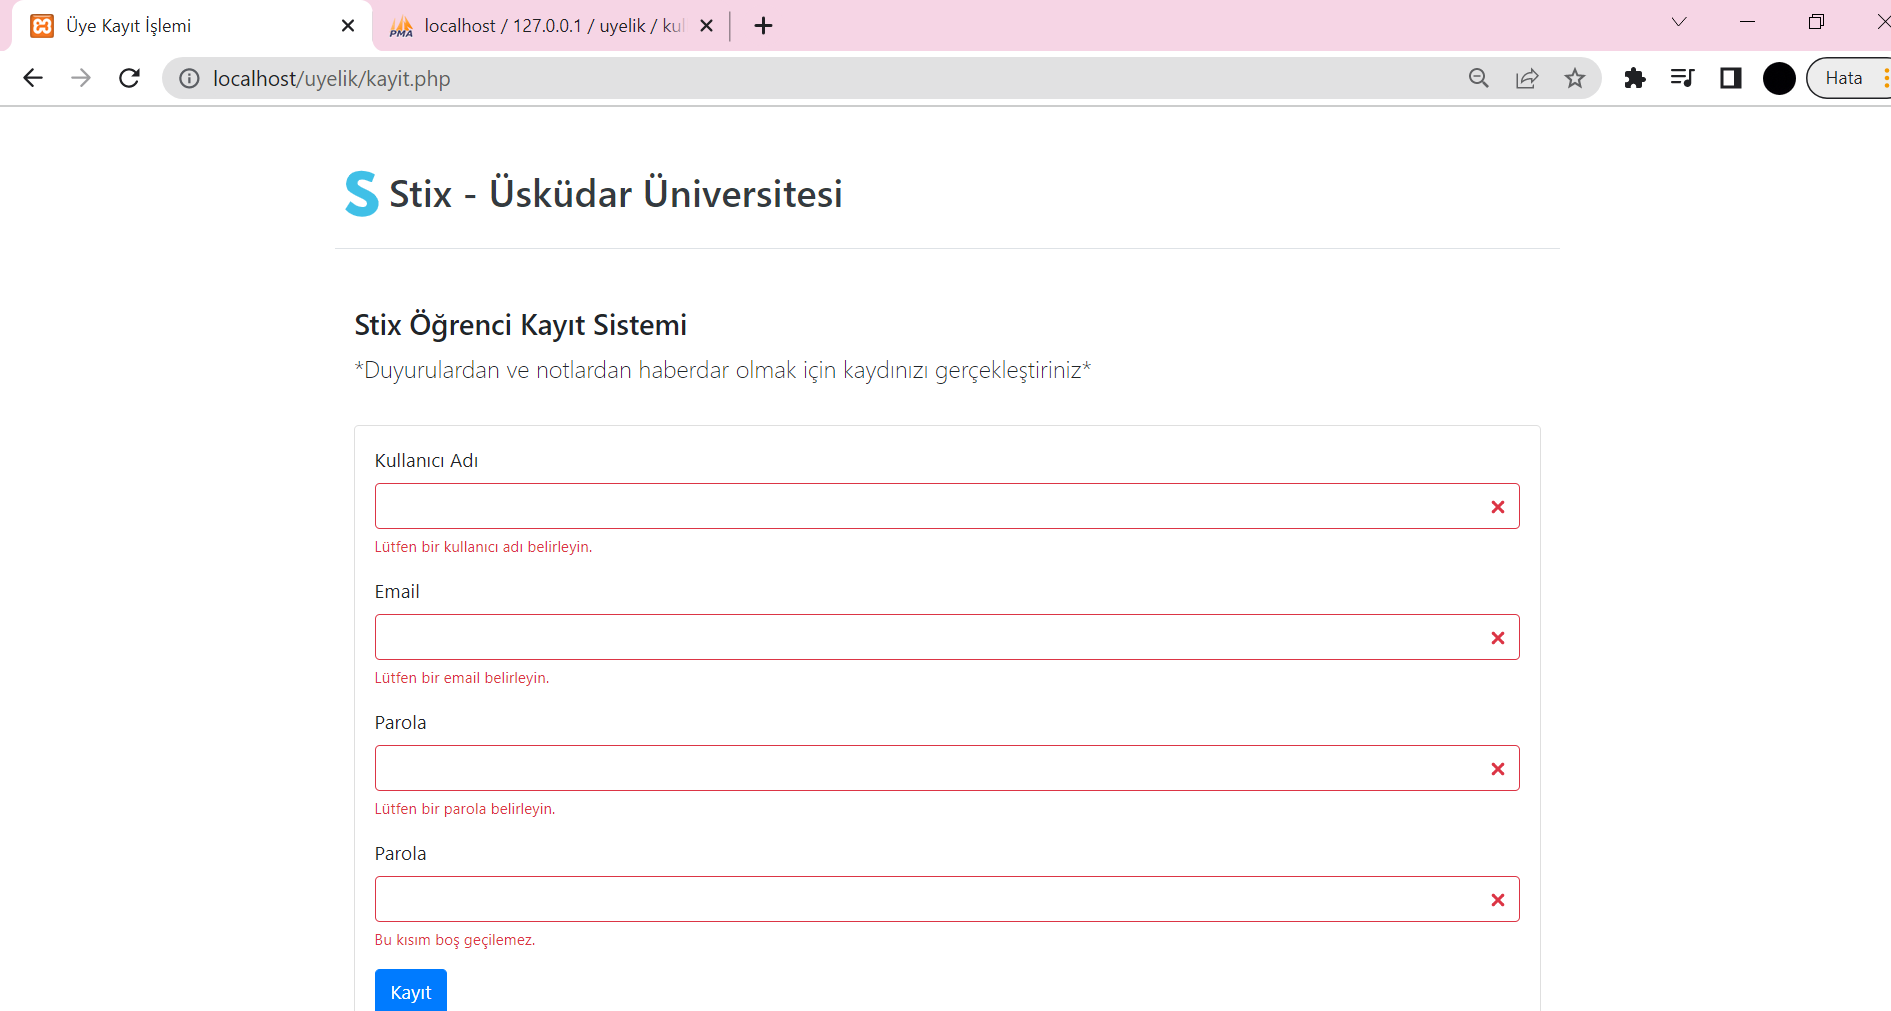 Üye Kayıt İşlemi
localhost / 127.0.0.1 / uyelik / kul
localhost/uyelik/kayit.php
Hata
S Stix - Üsküdar Üniversitesi
Stix Öğrenci Kayıt Sistemi
*Duyurulardan ve notlardan haberdar olmak için kaydınızı gerçekleştiriniz*
Kullanıcı Adı
Lütfen bir kullanıcı adı belirleyin.
Email
Lütfen bir email belirleyin.
Parola
Lütfen bir parola belirleyin.
Parola
Bu kısım boş geçilemez.
Kayıt